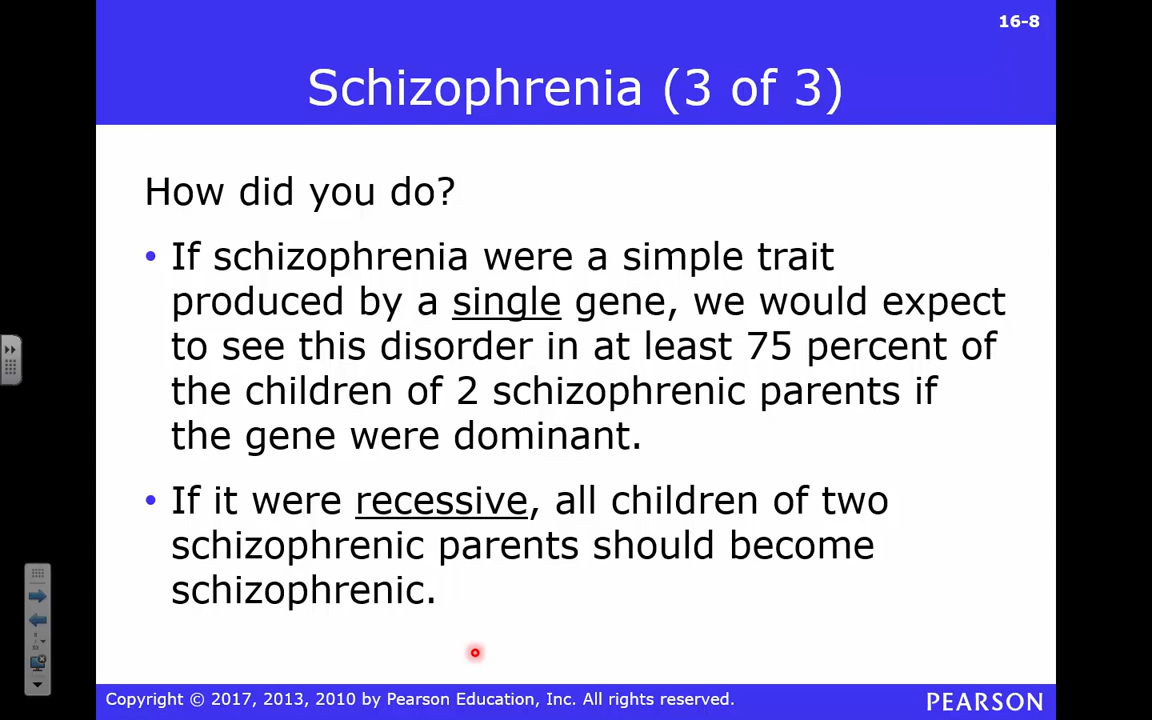 16-8
Schizophrenia (3 of 3)
How did you do?
• If schizophrenia were a simple trait
produced by a single gene, we would expect
to see this disorder in at least 75 percent of
the children of 2 schizophrenic parents if
the gene were dominant.
• If it were recessive, all children of two
schizophrenic parents should become
schizophrenic.
Copyright © 2017, 2013, 2010 by Pearson Education, Inc. All rights reserved.
PEARSON